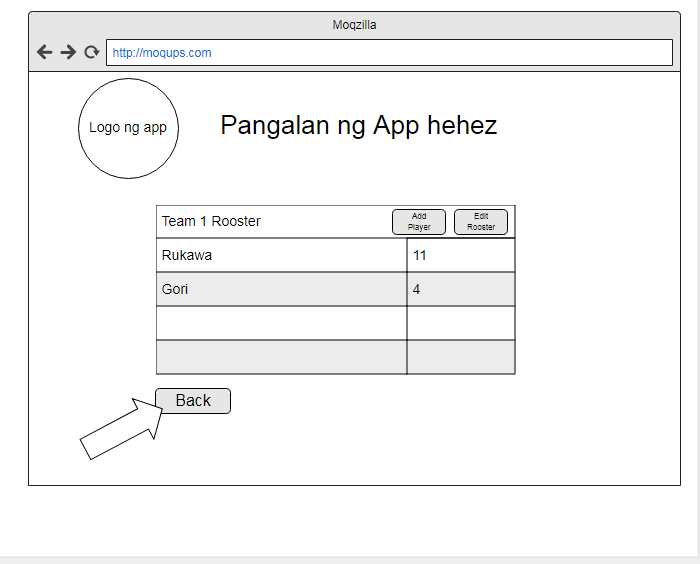 Moqzilla
http://moqups.com
Logo ng app
Pangalan ng App hehez
Team 1 Rooster
Add
Player
Edit
Rooster
Rukawa 11
Gori 4
Back